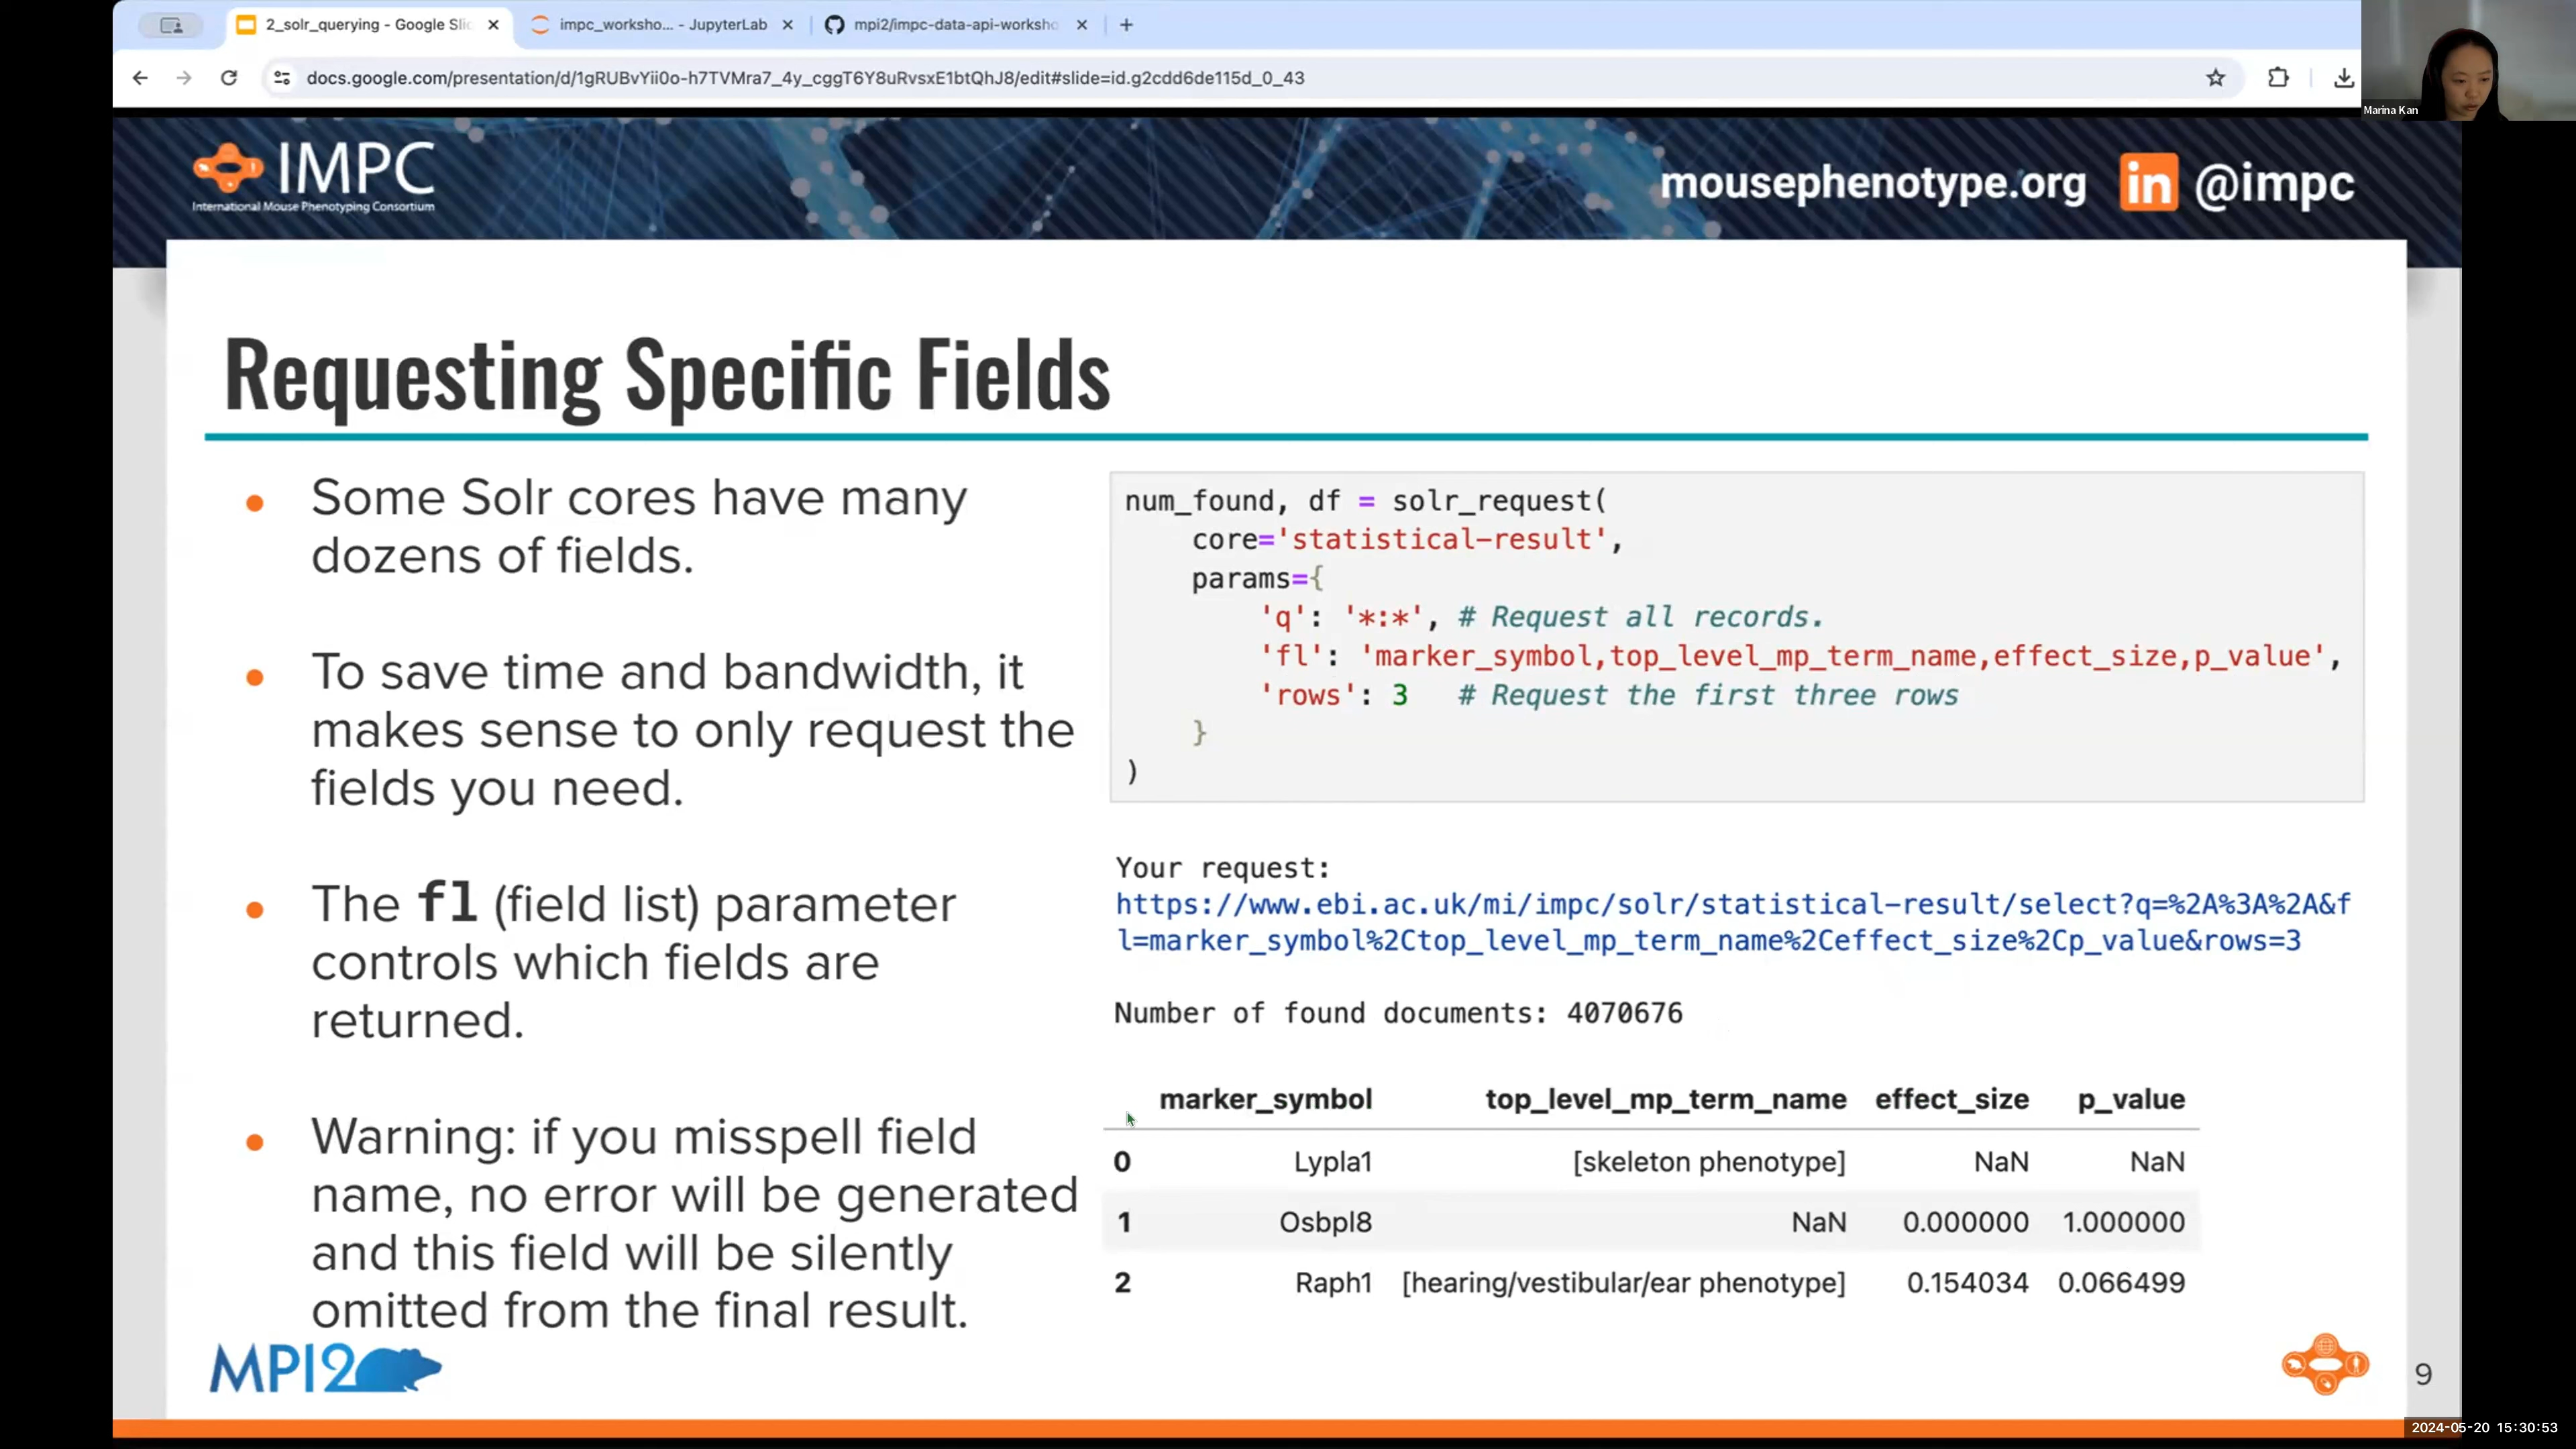 2_solr_querying - Google Slic
impc_worksho... - JupyterLab
mpi2/impc-data-api-worksho
docs.google.com/presentation/d/1gRUBvYii0o-h7TVMra7_4y_cggT6Y8uRvsxE1btQhJ8/edit#slide=id.g2cdd6de115d_0_43
Marina Kan
IMPC
International Mouse Phenotyping Consortium
mousephenotype.org in @impc
Requesting Specific Fields
• Some Solr cores have many
dozens of fields.
• To save time and bandwidth, it
makes sense to only request the
fields you need.
• The fl (field list) parameter
controls which fields are
returned.
• Warning: if you misspell field
name, no error will be generated
and this field will be silently
omitted from the final result.
num_found, df = solr_request(
core='statistical-result',
params={
'q': '*:*', # Request all records.
'fl': 'marker_symbol,top_level_mp_term_name,effect_size,p_value',
'rows': 3 # Request the first three rows
}
)
Your request:
https://www.ebi.ac.uk/mi/impc/solr/statistical-result/select?q=%2A%3A%2A&f
l=marker_symbol%2Ctop_level_mp_term_name%2Ceffect_size%2Cp_value&rows=3
Number of found documents: 4070676
marker_symbol top_level_mp_term_name effect_size p_value
0 Lypla1 [skeleton phenotype] NaN NaN
1 Osbpl8 NaN 0.000000 1.000000
2 Raph1 [hearing/vestibular/ear phenotype] 0.154034 0.066499
MPI2
9
2024-05-20 15:30:53